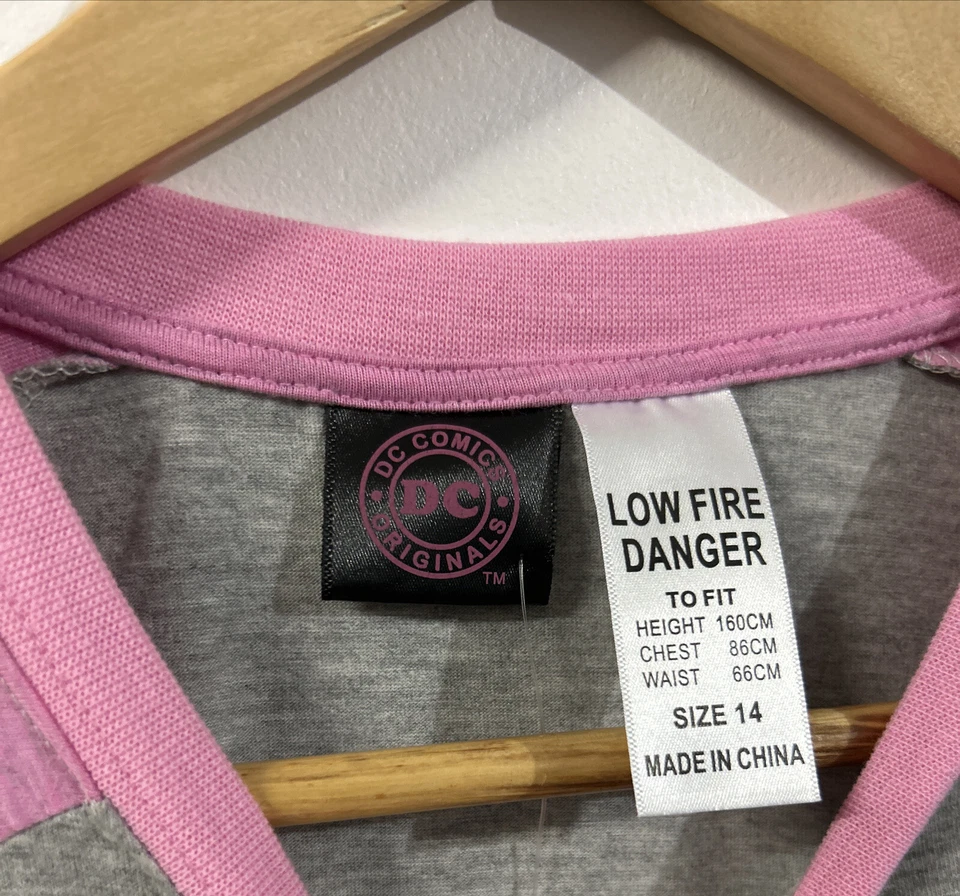 DC COMICS
DC
ORIGINALS
TM
LOW FIRE
DANGER
TO FIT
HEIGHT 160CM
CHEST 86CM
WAIST 66CM
SIZE 14
MADE IN CHINA